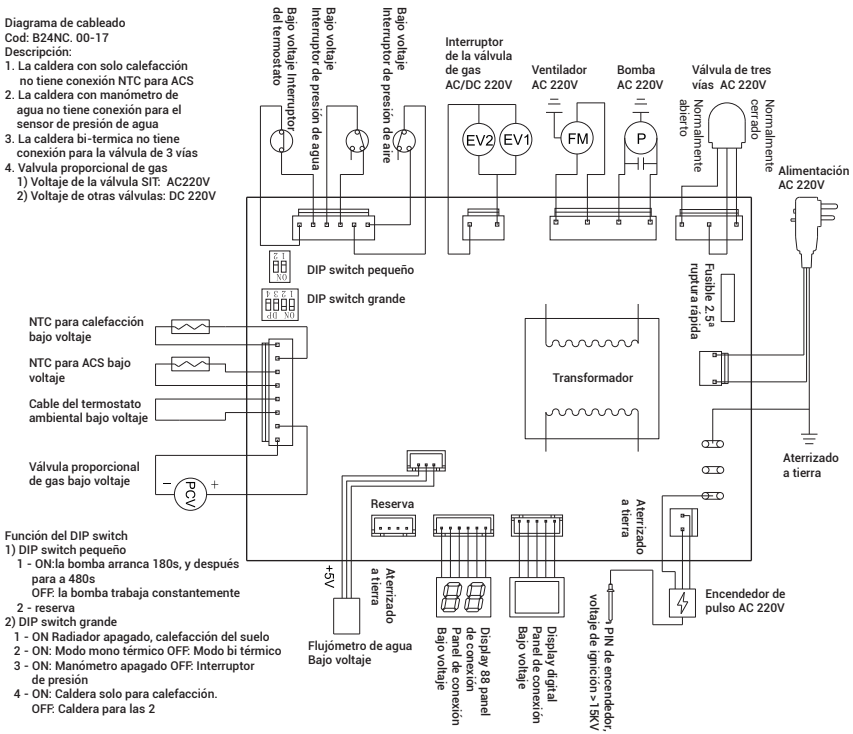 Diagrama de cableado
Cod: B24NC. 00-17
Descripción:
1. La caldera con solo calefacción
no tiene conexión NTC para ACS
2. La caldera con manómetro de
agua no tiene conexión para el
sensor de presión de agua
3. La caldera bi-termica no tiene
conexión para la válvula de 3 vías
4. Valvula proporcional de gas
1) Voltaje de la válvula SIT: AC220V
2) Voltaje de otras válvulas: DC 220V
Bajo voltaje Interruptor
del termostato
Bajo voltaje
Interruptor de presión de agua
Bajo voltaje
Interruptor de presión de aire
Interruptor
de la válvula
de gas
AC/DC 220V
EV2
EV1
Ventilador
AC 220V
FM
Bomba
AC 220V
P
Válvula de tres
vías AC 220V
Normalmente
abierto
Normalmente
cerrado
Alimentación
AC 220V
1 2
ON
DIP switch pequeño
1 2 3 4
ON DP
DIP switch grande
Fusible 2.5ª
ruptura rápida
Transformador
NTC para calefacción
bajo voltaje
NTC para ACS bajo
voltaje
Cable del termostato
ambiental bajo voltaje
Válvula proporcional
de gas bajo voltaje
− PCV +
Aterrizado
a tierra
Reserva
Aterrizado
a tierra
+5V
Aterrizado
a tierra
Flujómetro de agua
Bajo voltaje
88
Display 88 panel
de conexión
Panel de conexión
Bajo voltaje
Display digital
Panel de conexión
Bajo voltaje
PIN de encendedor,
voltaje de ignición >15KV
Encendedor de
pulso AC 220V
Función del DIP switch
1) DIP switch pequeño
1 - ON:la bomba arranca 180s, y después
para a 480s
OFF: la bomba trabaja constantemente
2 - reserva
2) DIP switch grande
1 - ON Radiador apagado, calefacción del suelo
2 - ON: Modo mono térmico OFF: Modo bi térmico
3 - ON: Manómetro apagado OFF: Interruptor
de presión
4 - ON: Caldera solo para calefacción.
OFF: Caldera para las 2